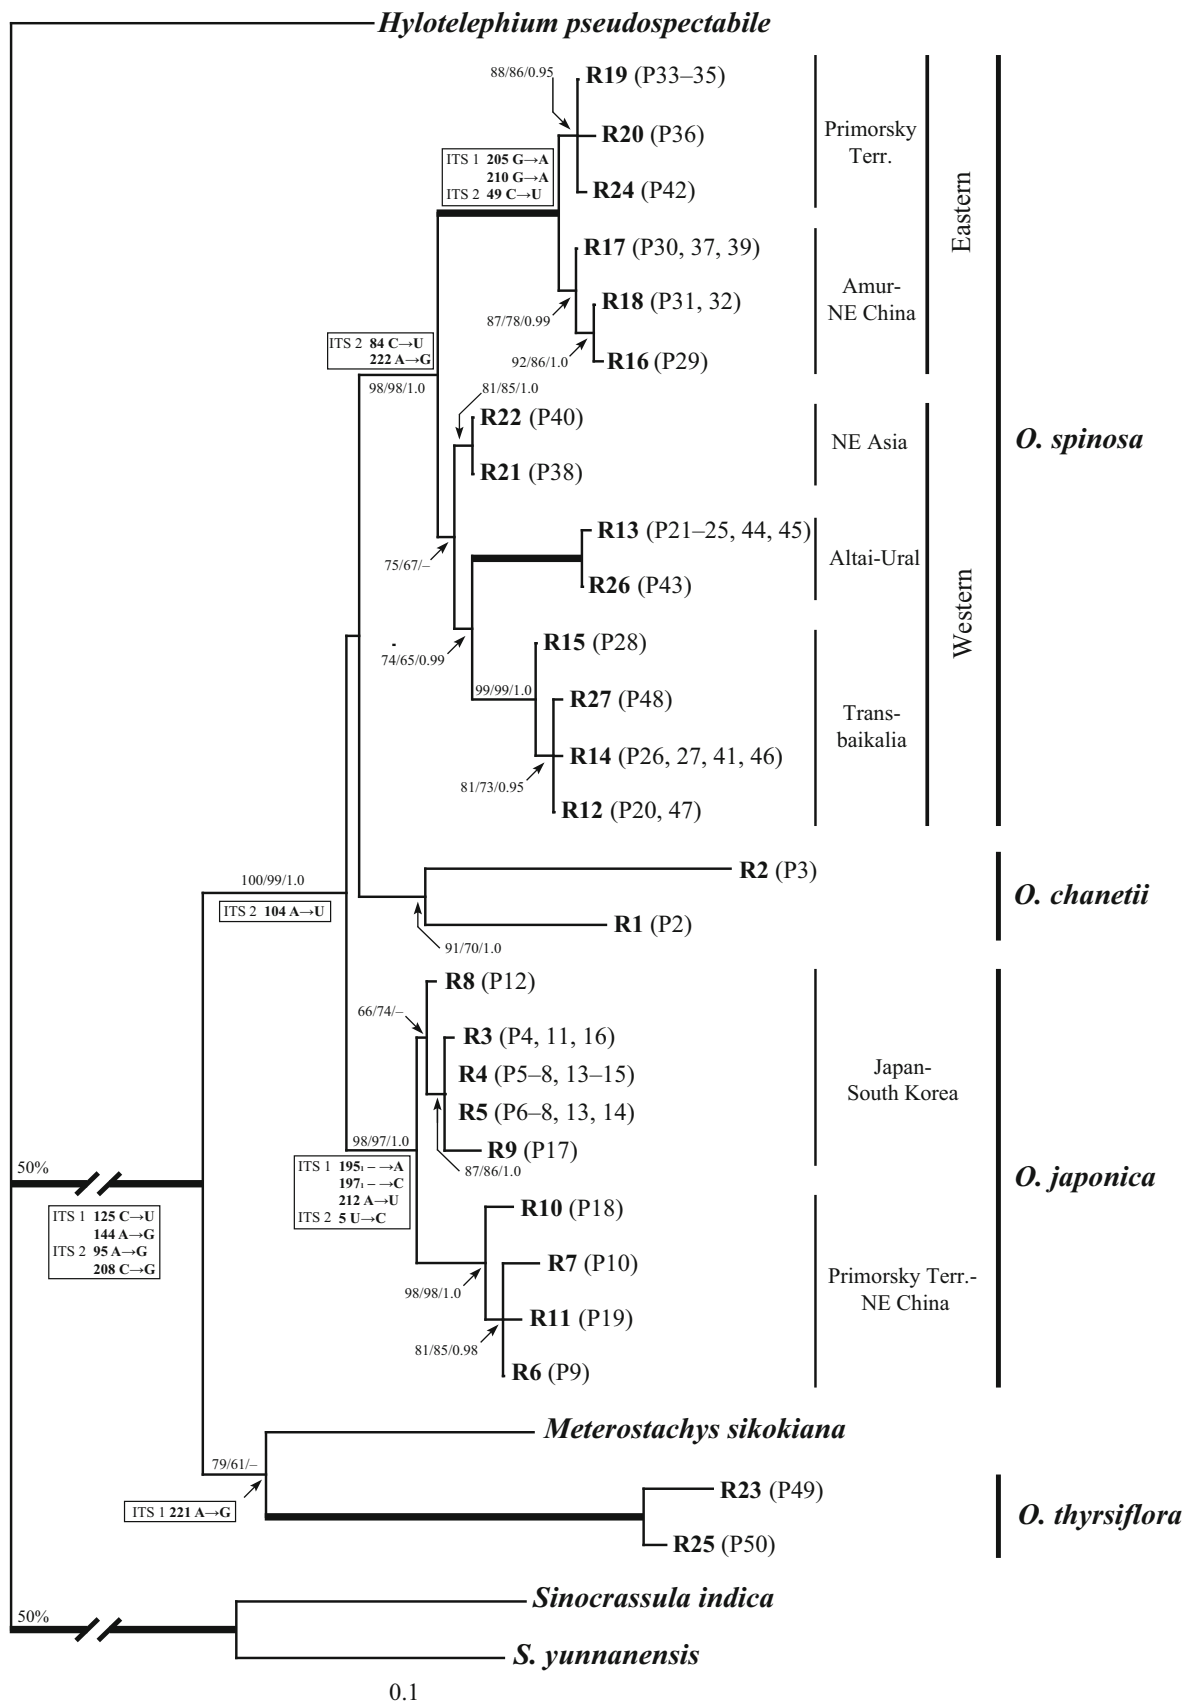 Hylotelephium pseudospectabile
88/86/0.95
R19 (P33–35)
R20 (P36)
Primorsky
Terr.
ITS 1 205 G→A
210 G→A
ITS 2 49 C→U
R24 (P42)
Eastern
R17 (P30, 37, 39)
R18 (P31, 32)
Amur-
NE China
87/78/0.99
92/86/1.0
R16 (P29)
ITS 2 84 C→U
222 A→G
98/98/1.0
81/85/1.0
R22 (P40)
NE Asia
R21 (P38)
O. spinosa
R13 (P21–25, 44, 45)
Altai-Ural
75/67/–
R26 (P43)
Western
R15 (P28)
74/65/0.99
99/99/1.0
R27 (P48)
Trans-
baikalia
R14 (P26, 27, 41, 46)
81/73/0.95
R12 (P20, 47)
R2 (P3)
100/99/1.0
ITS 2 104 A→U
O. chanetii
R1 (P2)
91/70/1.0
R8 (P12)
66/74/–
R3 (P4, 11, 16)
R4 (P5–8, 13–15)
Japan-
South Korea
R5 (P6–8, 13, 14)
98/97/1.0
R9 (P17)
87/86/1.0
ITS 1 195₁ – →A
197₁ – →C
212 A→U
ITS 2 5 U→C
O. japonica
50%
ITS 1 125 C→U
144 A→G
ITS 2 95 A→G
208 C→G
R10 (P18)
R7 (P10)
98/98/1.0
Primorsky Terr.-
NE China
R11 (P19)
81/85/0.98
R6 (P9)
Meterostachys sikokiana
79/61/–
ITS 1 221 A→G
R23 (P49)
O. thyrsiflora
R25 (P50)
Sinocrassula indica
50%
S. yunnanensis
0.1